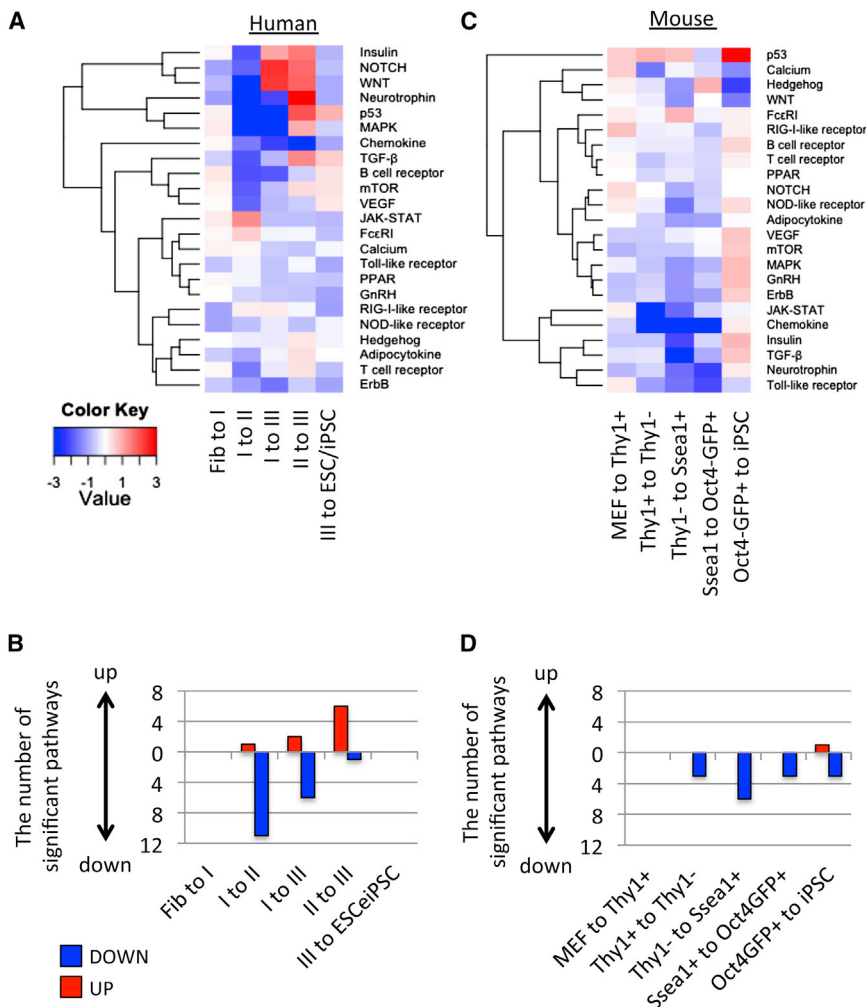 A
Human
Insulin
NOTCH
WNT
Neurotrophin
p53
MAPK
Chemokine
TGF-β
B cell receptor
mTOR
VEGF
JAK-STAT
FcεRI
Calcium
Toll-like receptor
PPAR
GnRH
RIG-I-like receptor
NOD-like receptor
Hedgehog
Adipocytokine
T cell receptor
ErbB
Color Key
-3 -1 1 3
Value
Fib to I
I to II
I to III
II to III
III to ESC/iPSC
C
Mouse
p53
Calcium
Hedgehog
WNT
FcεRI
RIG-I-like receptor
B cell receptor
T cell receptor
PPAR
NOTCH
NOD-like receptor
Adipocytokine
VEGF
mTOR
MAPK
GnRH
ErbB
JAK-STAT
Chemokine
Insulin
TGF-β
Neurotrophin
Toll-like receptor
MEF to Thy1+
Thy1+ to Thy1-
Thy1- to Ssea1+
Ssea1 to Oct4-GFP+
Oct4-GFP+ to iPSC
B
The number of
significant pathways
up
down
8
4
0
4
8
12
Fib to I
I to II
I to III
II to III
III to ESCeiPSC
DOWN
UP
D
The number of
significant pathways
up
down
8
4
0
4
8
12
MEF to Thy1+
Thy1+ to Thy1-
Thy1- to Ssea1+
Ssea1+ to Oct4GFP+
Oct4GFP+ to iPSC